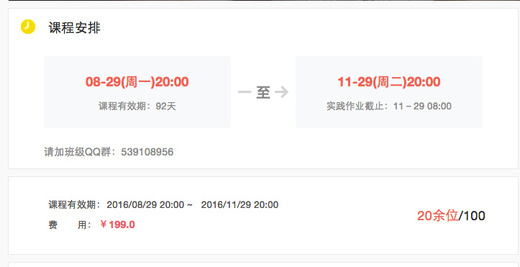 课程安排
08-29(周一)20:00
至
11-29(周二)20:00
课程有效期：92天
实践作业截止：11－29 08:00
请加班级QQ群：539108956
课程有效期：2016/08/29 20:00 ~ 2016/11/29 20:00
20余位/100
费 用：￥199.0